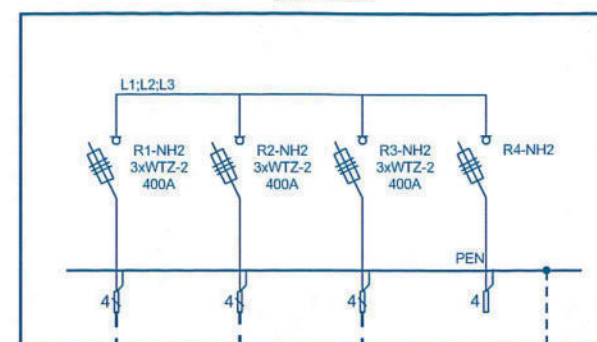 L1;L2;L3
R1-NH2
3xWTZ-2
400A
R2-NH2
3xWTZ-2
400A
R3-NH2
3xWTZ-2
400A
R4-NH2
PEN
4
4
4
4